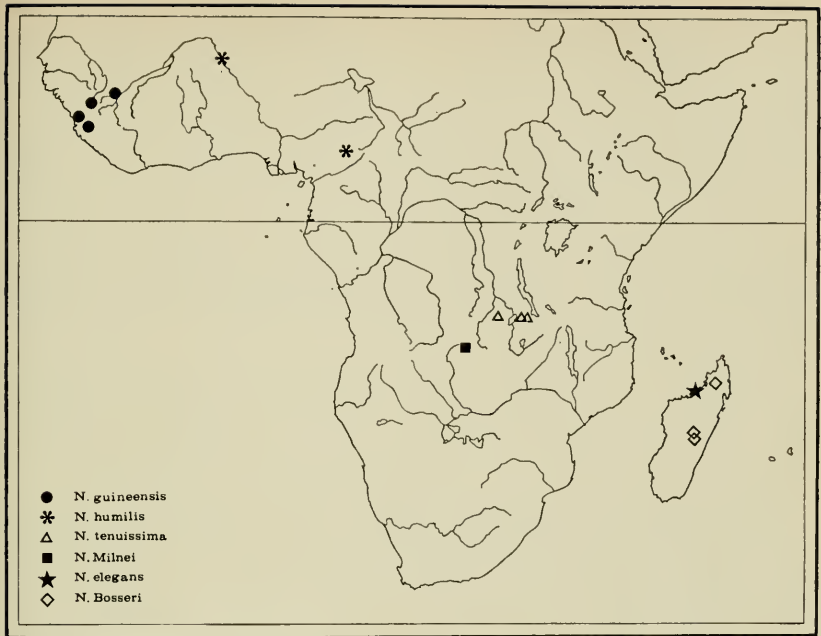 N. guineensis
N. humilis
N. tenuissima
N. Milnei
N. elegans
N. Bosseri